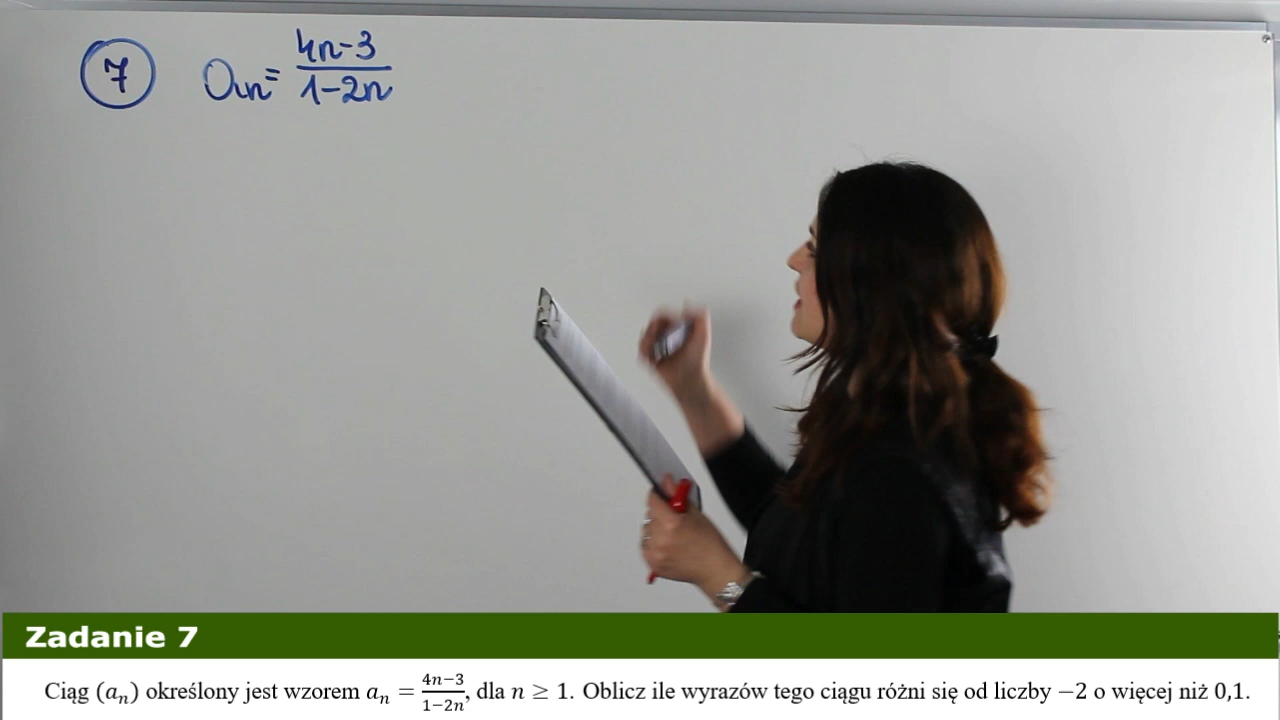 7 an = 4n-3 / 1-2n
Zadanie 7
Ciąg (aₙ) określony jest wzorem aₙ = 4n−3 / 1−2n, dla n ≥ 1. Oblicz ile wyrazów tego ciągu różni się od liczby −2 o więcej niż 0,1.